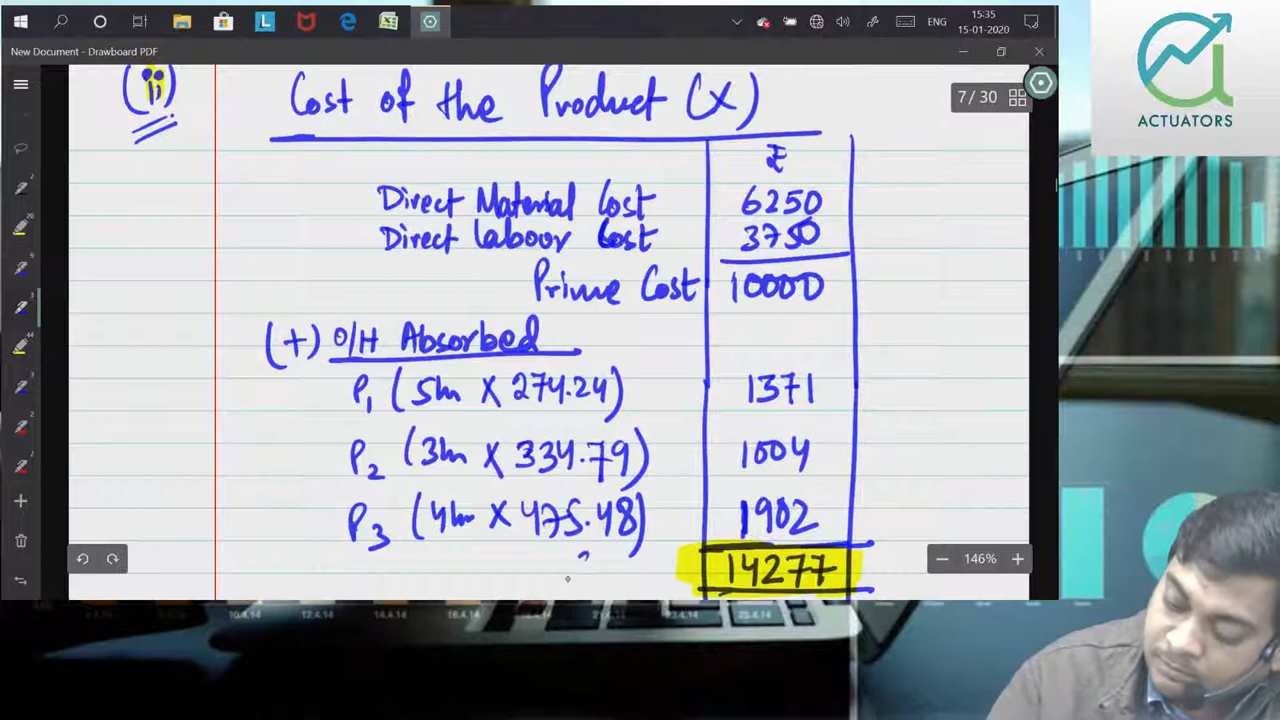 15:35
ENG
15-01-2020
New Document - Drawboard PDF
(iii)
Cost of the Product (X)
7 / 30
ACTUATORS
₹
Direct Material Cost 6250
Direct Labour Cost 3750
Prime Cost 10000
(+) O/H Absorbed
P1 (5hr X 274.24) 1371
P2 (3hr X 334.79) 1004
P3 (4hr X 475.48) 1902
14277
146%